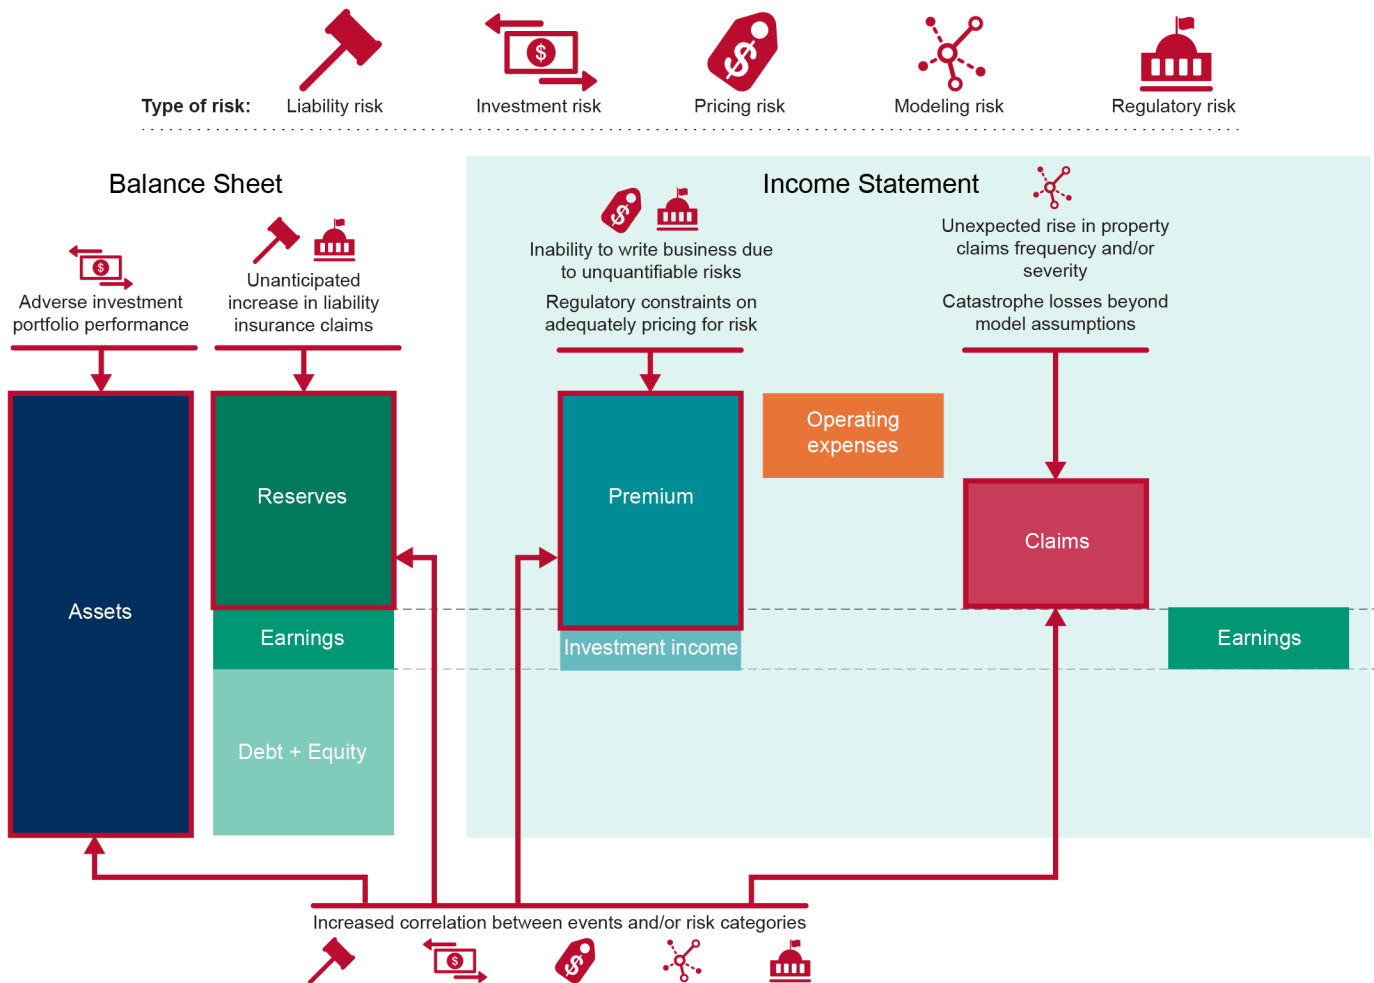 Type of risk: Liability risk Investment risk Pricing risk Modeling risk Regulatory risk
Balance Sheet
Income Statement
Adverse investment
portfolio performance
Unanticipated
increase in liability
insurance claims
Inability to write business due
to unquantifiable risks
Regulatory constraints on
adequately pricing for risk
Unexpected rise in property
claims frequency and/or
severity
Catastrophe losses beyond
model assumptions
Assets
Reserves
Earnings
Debt + Equity
Premium
Investment income
Operating
expenses
Claims
Earnings
Increased correlation between events and/or risk categories